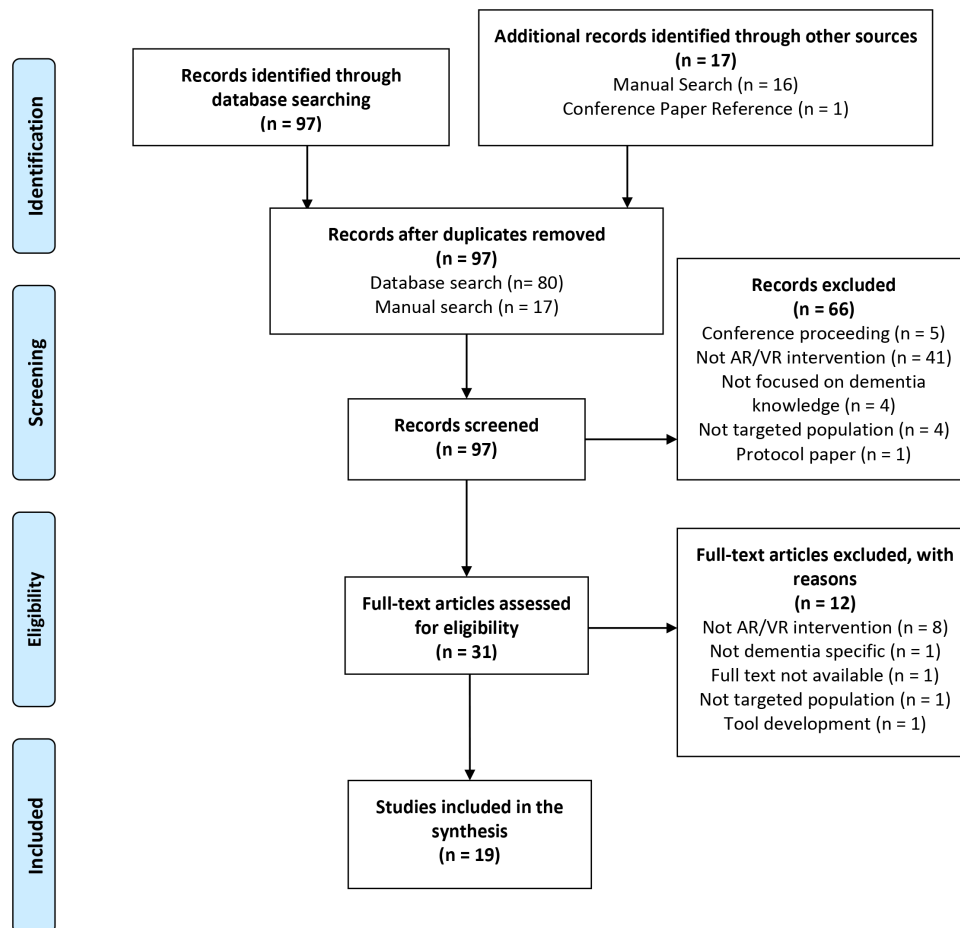 Identification
Records identified through
database searching
(n = 97)
Additional records identified through other sources
(n = 17)
Manual Search (n = 16)
Conference Paper Reference (n = 1)
Records after duplicates removed
(n = 97)
Database search (n= 80)
Manual search (n = 17)
Screening
Records screened
(n = 97)
Records excluded
(n = 66)
Conference proceeding (n = 5)
Not AR/VR intervention (n = 41)
Not focused on dementia
knowledge (n = 4)
Not targeted population (n = 4)
Protocol paper (n = 1)
Eligibility
Full-text articles assessed
for eligibility
(n = 31)
Full-text articles excluded, with
reasons
(n = 12)
Not AR/VR intervention (n = 8)
Not dementia specific (n = 1)
Full text not available (n = 1)
Not targeted population (n = 1)
Tool development (n = 1)
Included
Studies included in the
synthesis
(n = 19)